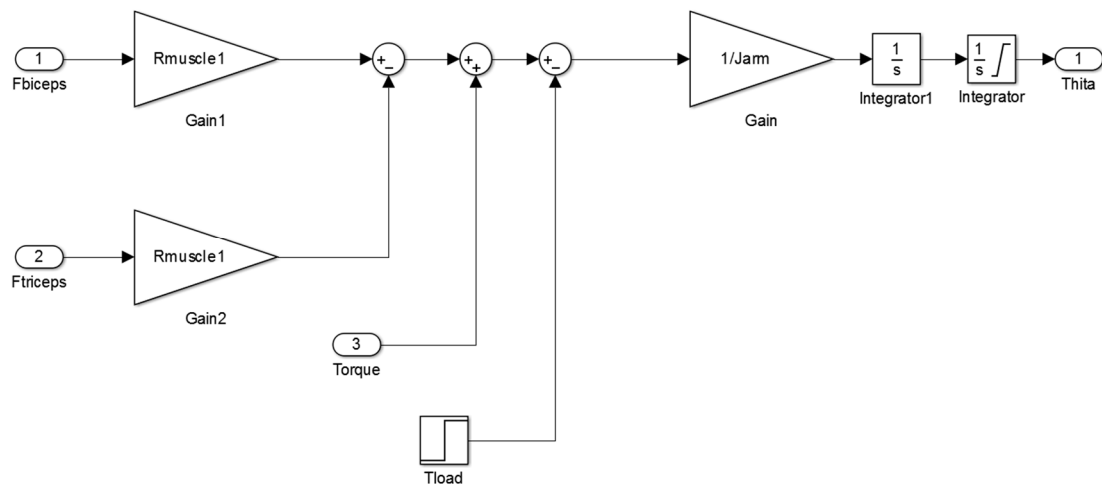 1
Fbiceps
Rmuscle1
Gain1
+
−
+
+
+
−
1/Jarm
Gain
1
s
Integrator1
1
s
Integrator
1
Thita
2
Ftriceps
Rmuscle1
Gain2
3
Torque
Tload